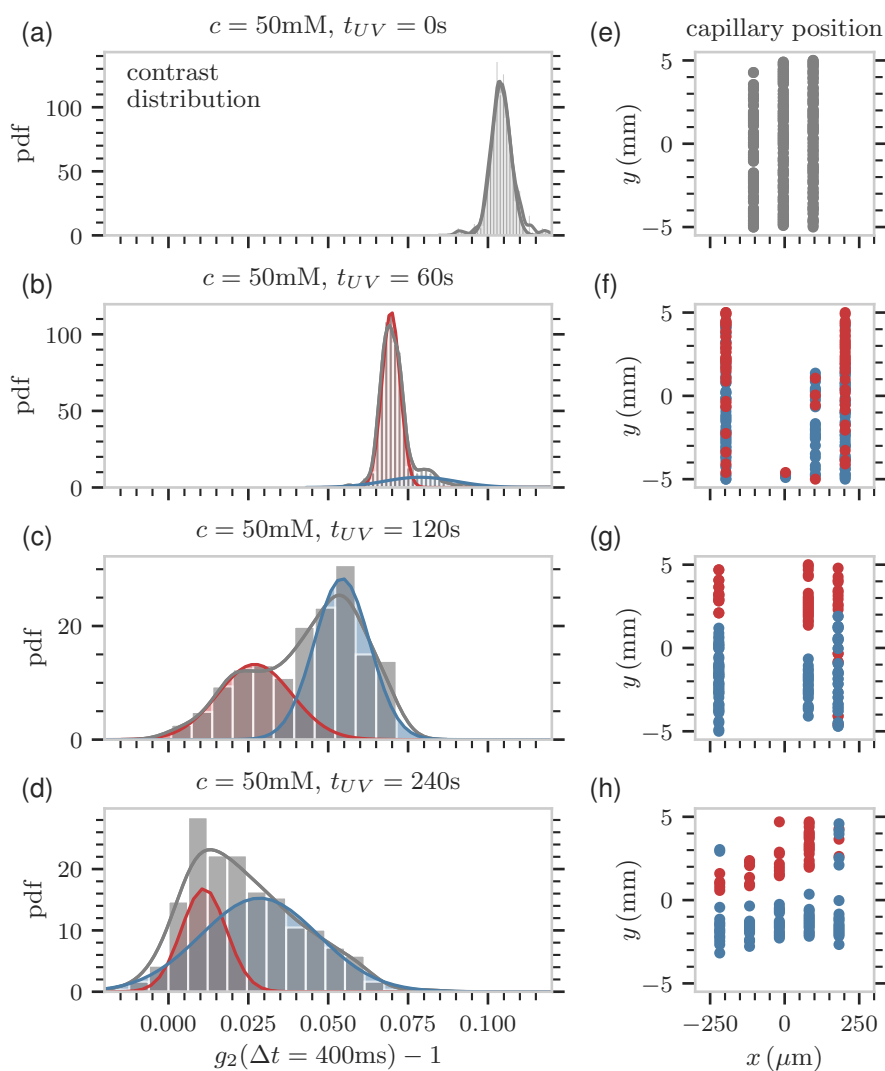 (a) c = 50mM, t_UV = 0s
contrast
distribution
pdf
100
50
0
(e) capillary position
y (mm)
5
0
−5
(b) c = 50mM, t_UV = 60s
pdf
100
50
0
(f)
y (mm)
5
0
−5
(c) c = 50mM, t_UV = 120s
pdf
20
0
(g)
y (mm)
5
0
−5
(d) c = 50mM, t_UV = 240s
pdf
20
10
0
0.000 0.025 0.050 0.075 0.100
g₂(Δt = 400ms) − 1
(h)
y (mm)
5
0
−5
−250 0 250
x (μm)